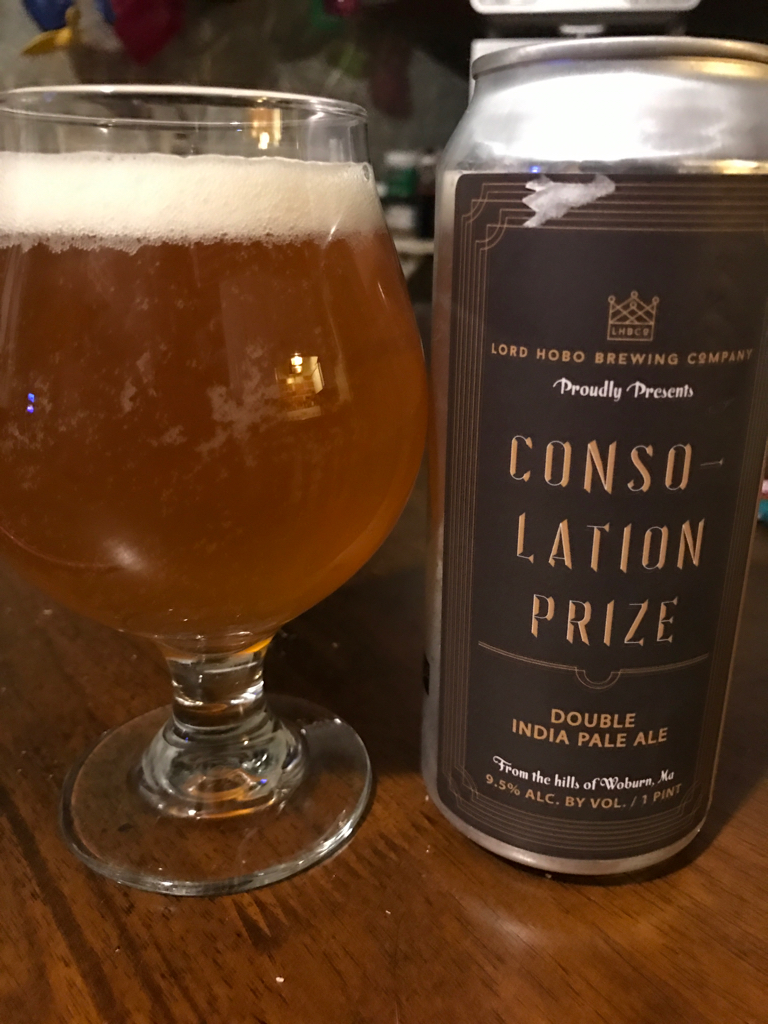 LHBCO
LORD HOBO BREWING COMPANY
Proudly Presents
CONSO-
LATION
PRIZE
DOUBLE
INDIA PALE ALE
From the hills of Woburn, Ma
9.5% ALC. BY VOL. / 1 PINT